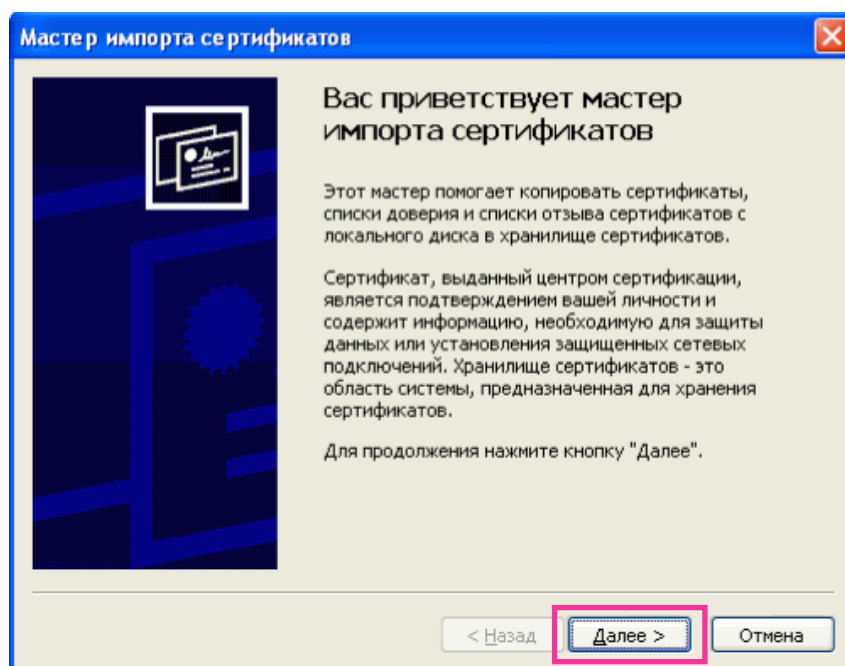 Мастер импорта сертификатов
Вас приветствует мастер
импорта сертификатов
Этот мастер помогает копировать сертификаты,
списки доверия и списки отзыва сертификатов с
локального диска в хранилище сертификатов.
Сертификат, выданный центром сертификации,
является подтверждением вашей личности и
содержит информацию, необходимую для защиты
данных или установления защищенных сетевых
подключений. Хранилище сертификатов - это
область системы, предназначенная для хранения
сертификатов.
Для продолжения нажмите кнопку "Далее".
< Назад Далее > Отмена